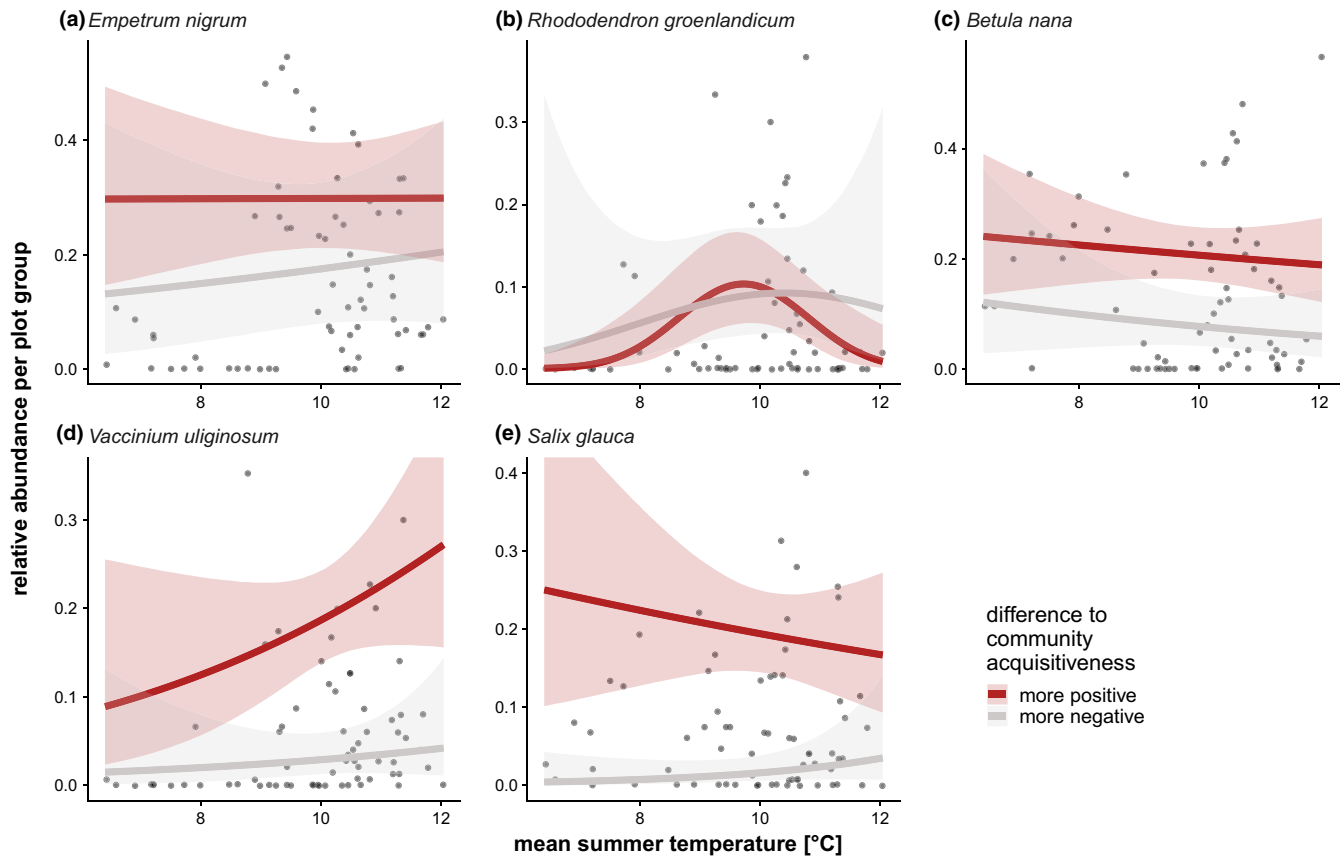 (a) Empetrum nigrum
(b) Rhododendron groenlandicum
(c) Betula nana
0.4
0.2
0.0
8
10
12
0.3
0.2
0.1
0.0
8
10
12
0.4
0.2
0.0
8
10
12
relative abundance per plot group
(d) Vaccinium uliginosum
(e) Salix glauca
0.3
0.2
0.1
0.0
8
10
12
0.4
0.3
0.2
0.1
0.0
8
10
12
mean summer temperature [°C]
difference to
community
acquisitiveness
more positive
more negative